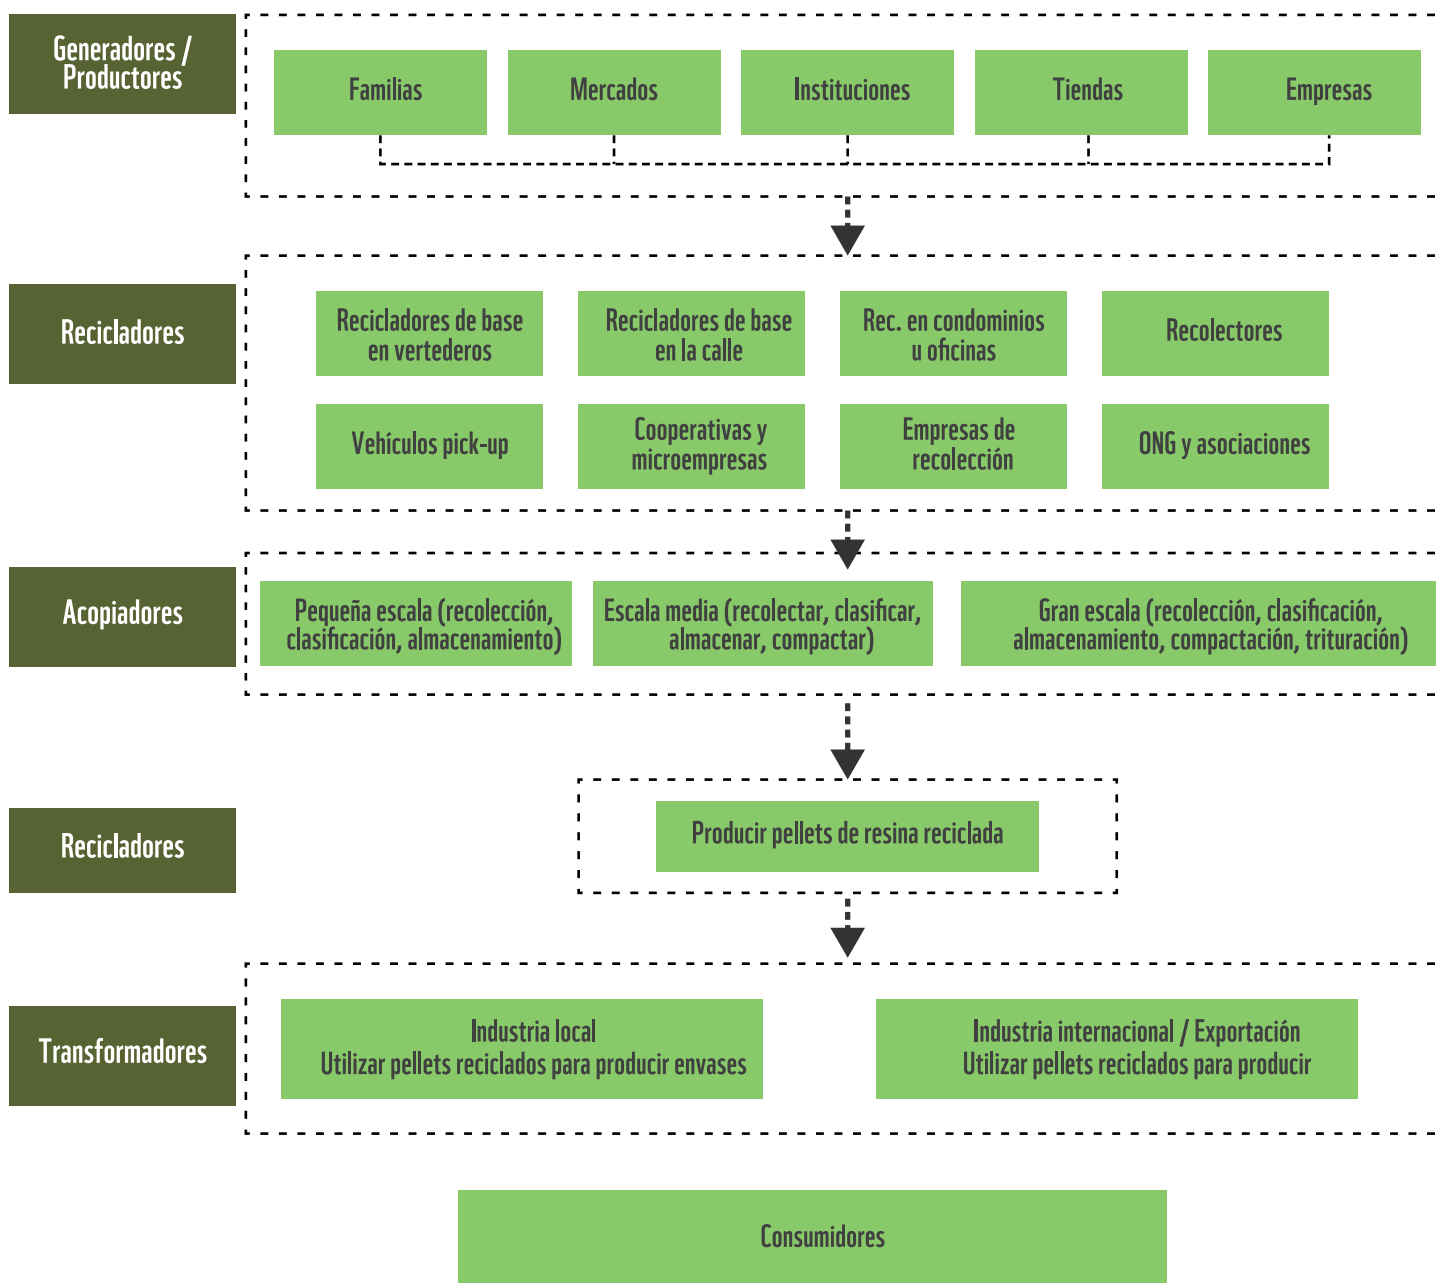 Generadores /
Productores
Familias
Mercados
Instituciones
Tiendas
Empresas
Recicladores
Recicladores de base
en vertederos
Recicladores de base
en la calle
Rec. en condominios
u oficinas
Recolectores
Vehículos pick-up
Cooperativas y
microempresas
Empresas de
recolección
ONG y asociaciones
Acopiadores
Pequeña escala (recolección,
clasificación, almacenamiento)
Escala media (recolectar, clasificar,
almacenar, compactar)
Gran escala (recolección, clasificación,
almacenamiento, compactación, trituración)
Recicladores
Producir pellets de resina reciclada
Transformadores
Industria local
Utilizar pellets reciclados para producir envases
Industria internacional / Exportación
Utilizar pellets reciclados para producir
Consumidores